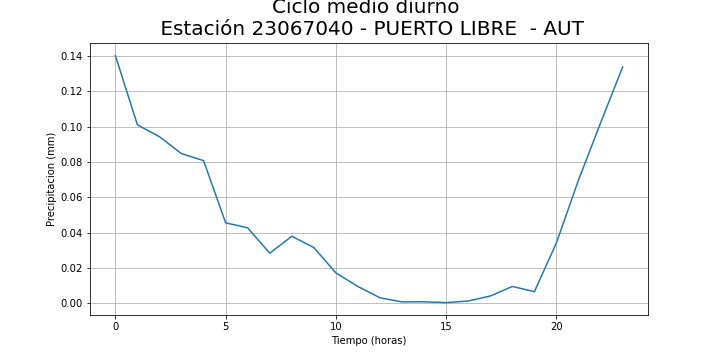 Ciclo medio diurno
Estación 23067040 - PUERTO LIBRE - AUT
0.14
0.12
0.10
0.08
0.06
0.04
0.02
0.00
Precipitacion (mm)
0 5 10 15 20
Tiempo (horas)